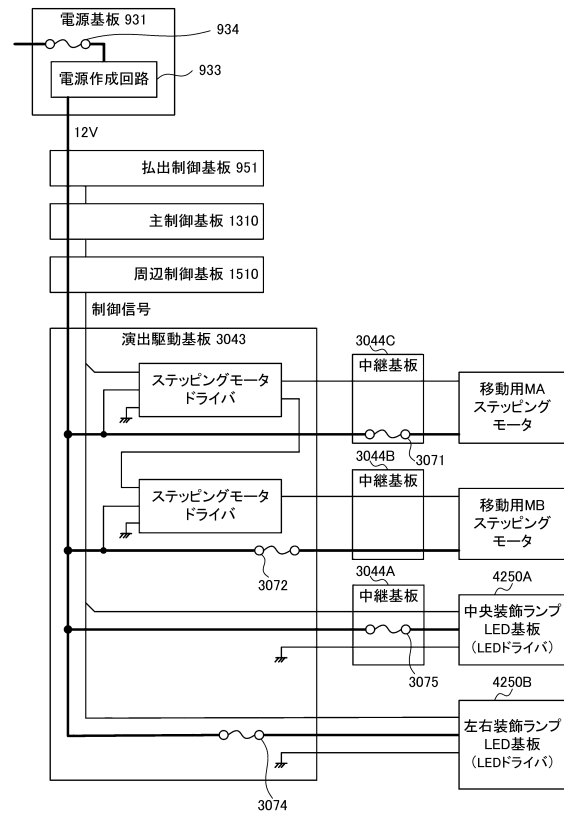 電源基板 931
934
電源作成回路
933
12V
払出制御基板 951
主制御基板 1310
周辺制御基板 1510
制御信号
演出駆動基板 3043
ステッピングモータ
ドライバ
3044C
中継基板
3071
移動用MA
ステッピング
モータ
ステッピングモータ
ドライバ
3072
3044B
中継基板
移動用MB
ステッピング
モータ
3044A
中継基板
3075
4250A
中央装飾ランプ
LED基板
(LEDドライバ)
4250B
左右装飾ランプ
LED基板
(LEDドライバ)
3074